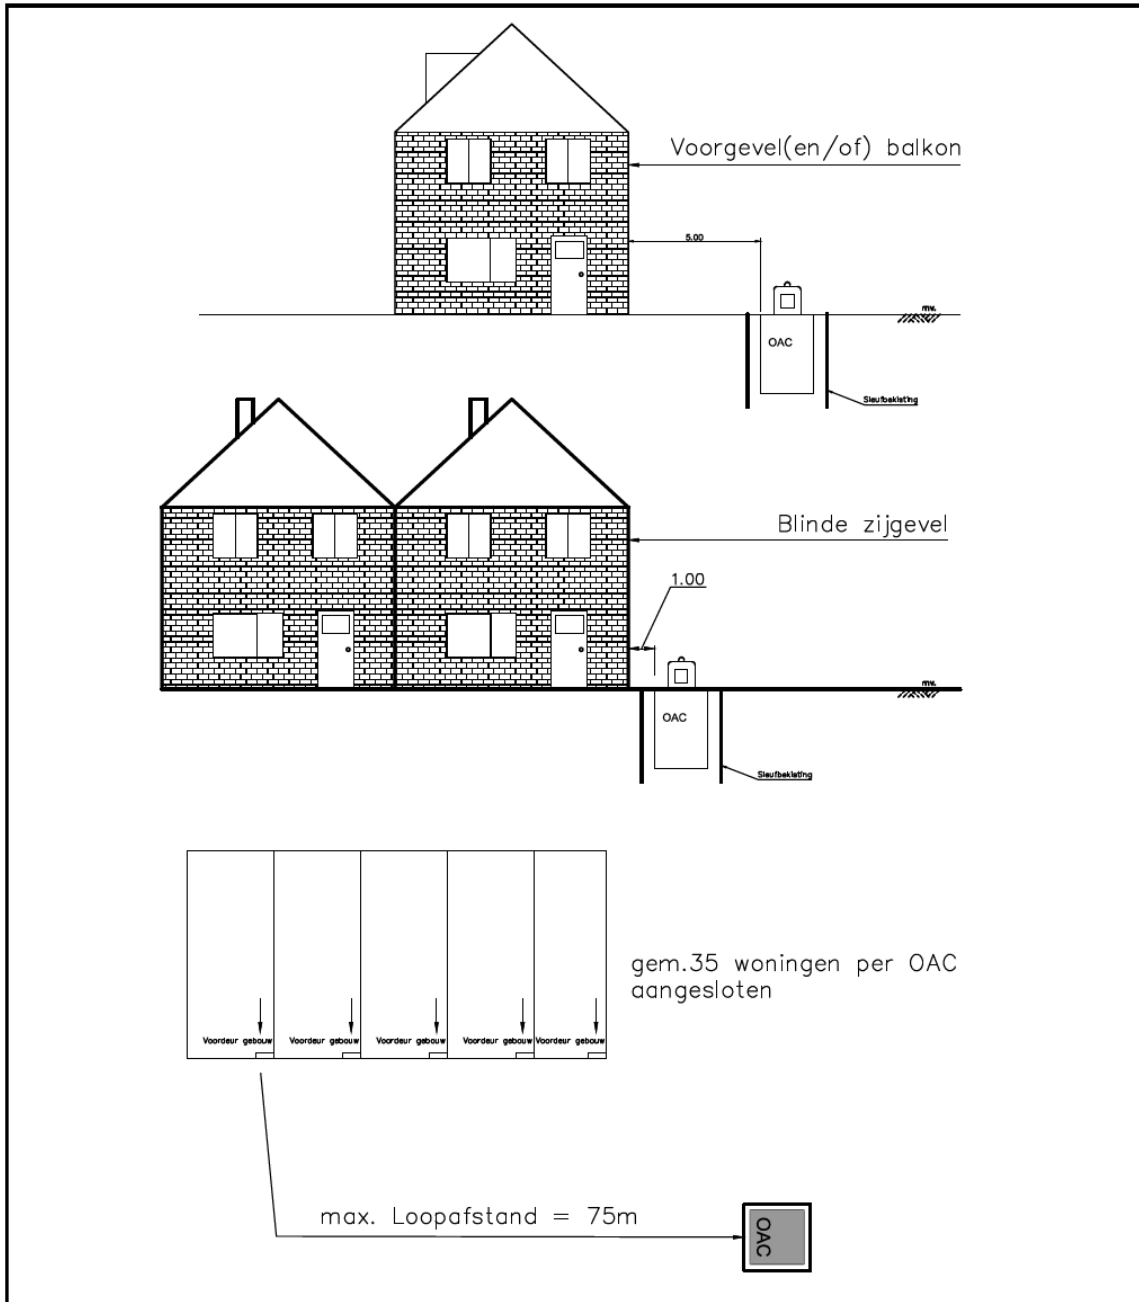 Voorgevel(en/of) balkon
5.00
mv.
OAC
Sleufbekisting
Blinde zijgevel
1.00
mv.
OAC
Sleufbekisting
gem.35 woningen per OAC
aangesloten
Voordeur gebouw Voordeur gebouw Voordeur gebouw Voordeur gebouw Voordeur gebouw
max. Loopafstand = 75m
OAC